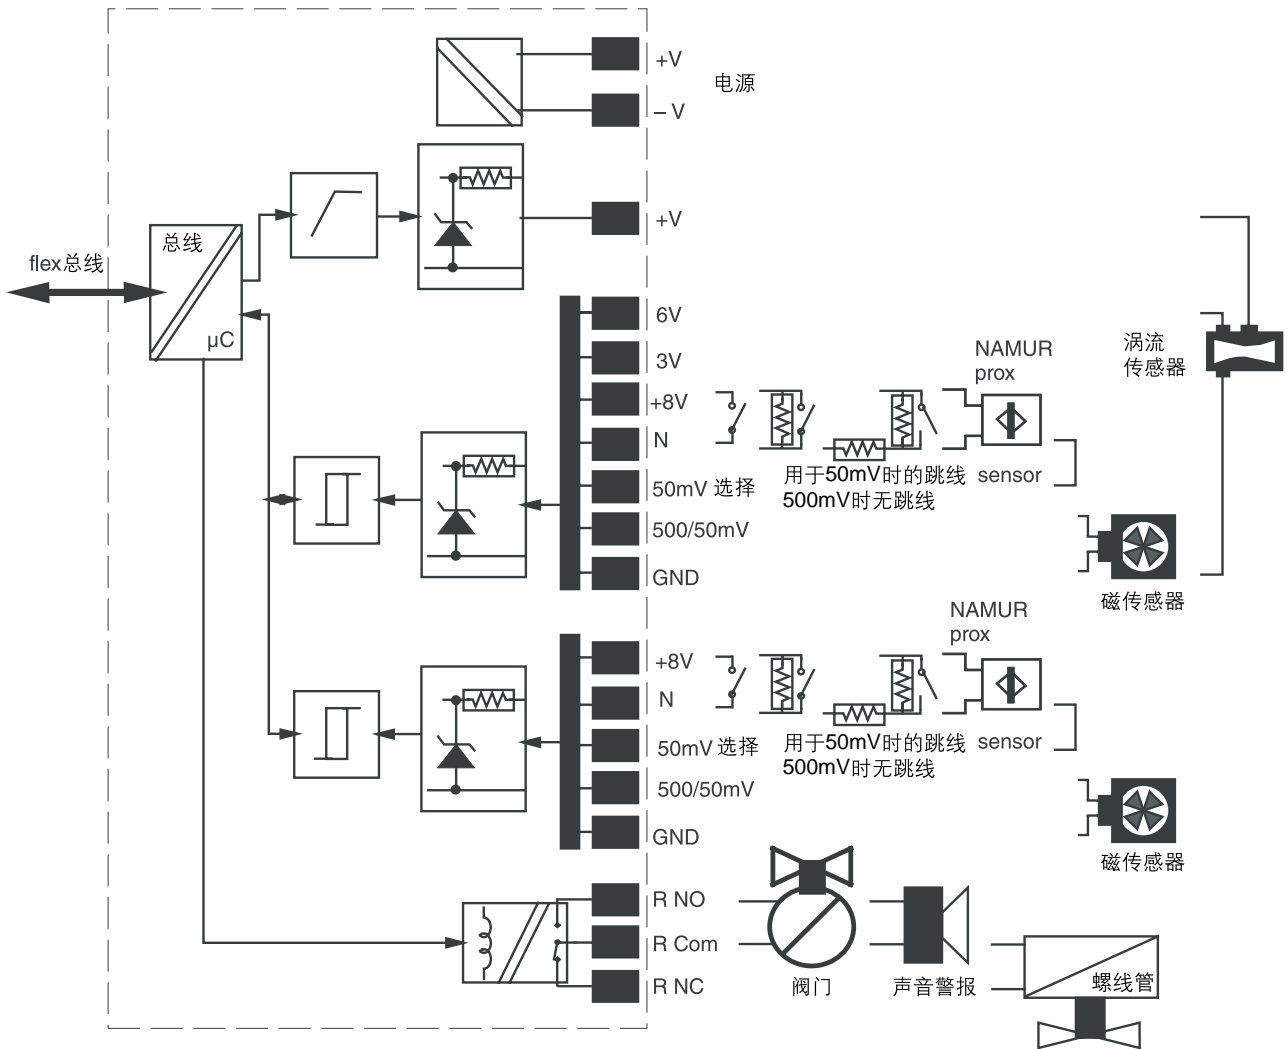 +V
电源
– V
+V
总线
flex总线
µC
6V
3V
+8V
N
50mV 选择
500/50mV
GND
NAMUR
prox
sensor
用于50mV时的跳线
500mV时无跳线
涡流
传感器
磁传感器
+8V
N
50mV 选择
500/50mV
GND
NAMUR
prox
sensor
用于50mV时的跳线
500mV时无跳线
磁传感器
R NO
R Com
R NC
阀门
声音警报
螺线管